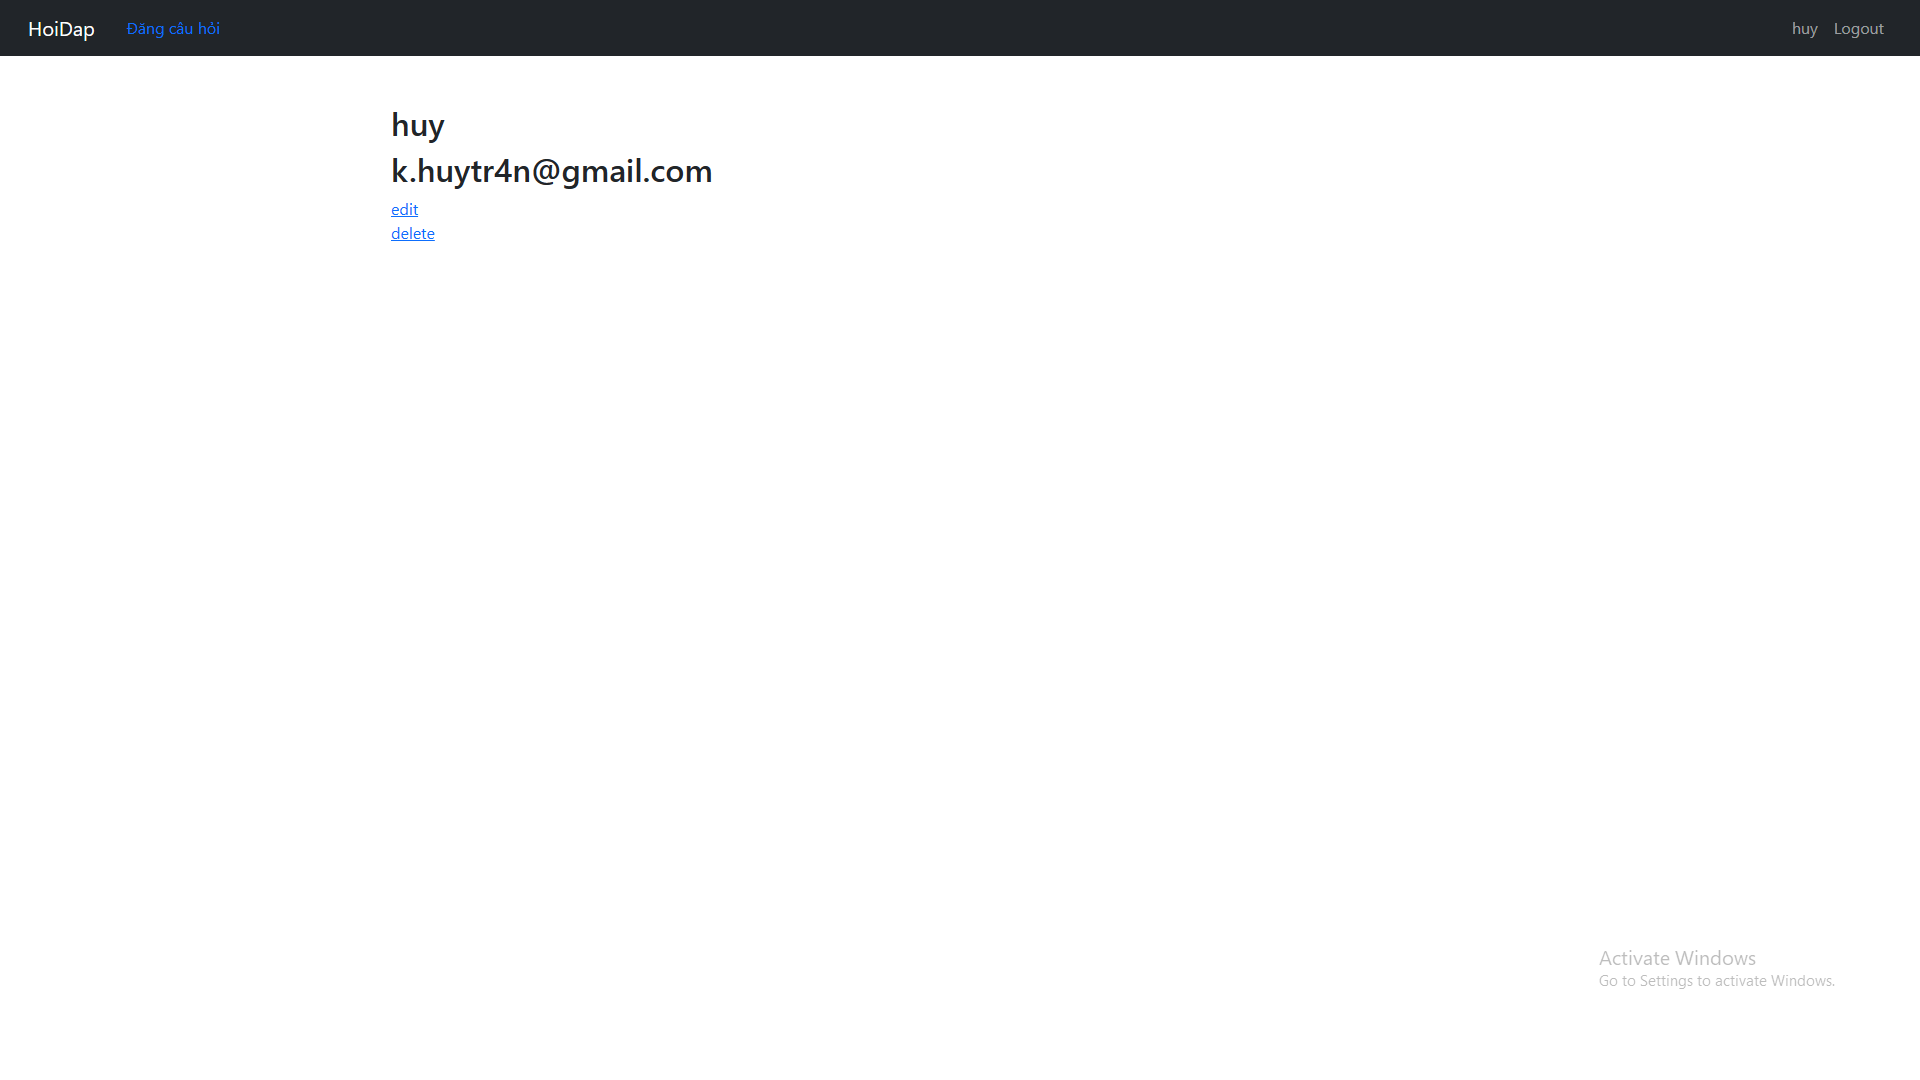 HoiDap Đăng câu hỏi huy Logout
huy
k.huytr4n@gmail.com
edit
delete
Activate Windows
Go to Settings to activate Windows.